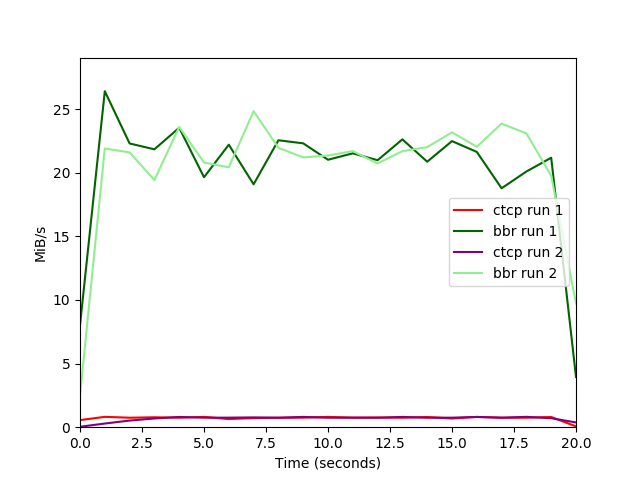 MiB/s
25
20
15
10
5
0
0.0 2.5 5.0 7.5 10.0 12.5 15.0 17.5 20.0
Time (seconds)
ctcp run 1
bbr run 1
ctcp run 2
bbr run 2